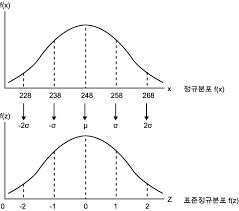 f(x)
228 238 248 258 268 x 정규분포 f(x)
-2σ -σ μ σ 2σ
f(z)
0 -2 -1 0 1 2 Z 표준정규분포 f(z)